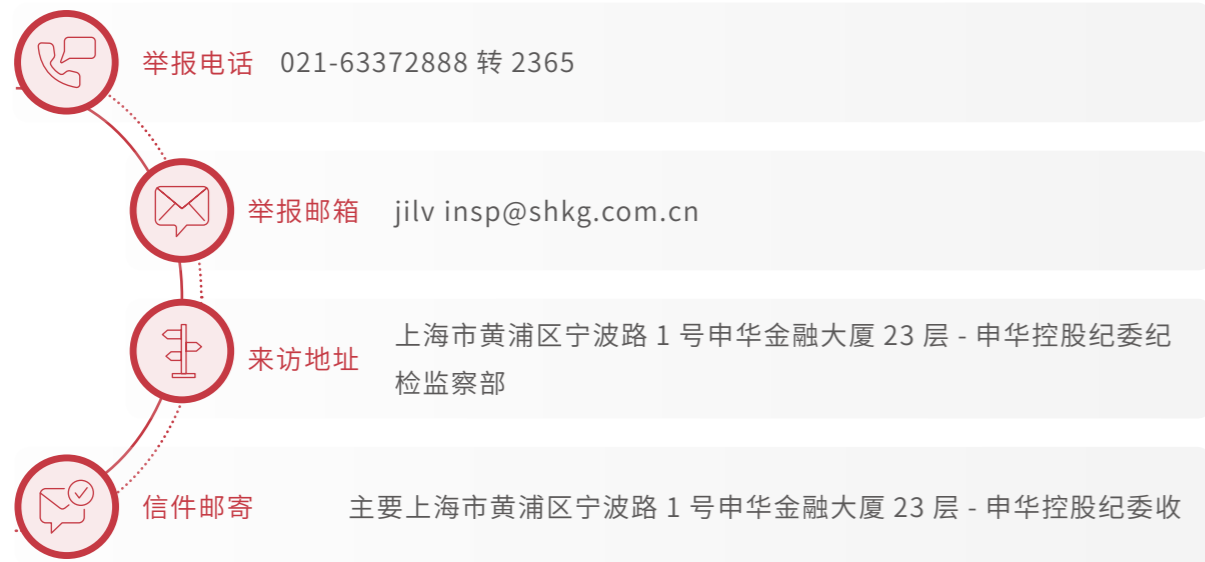 举报电话 021-63372888 转 2365
举报邮箱 jilv insp@shkg.com.cn
来访地址 上海市黄浦区宁波路 1 号申华金融大厦 23 层 - 申华控股纪委纪
检监察部
信件邮寄 主要上海市黄浦区宁波路 1 号申华金融大厦 23 层 - 申华控股纪委收